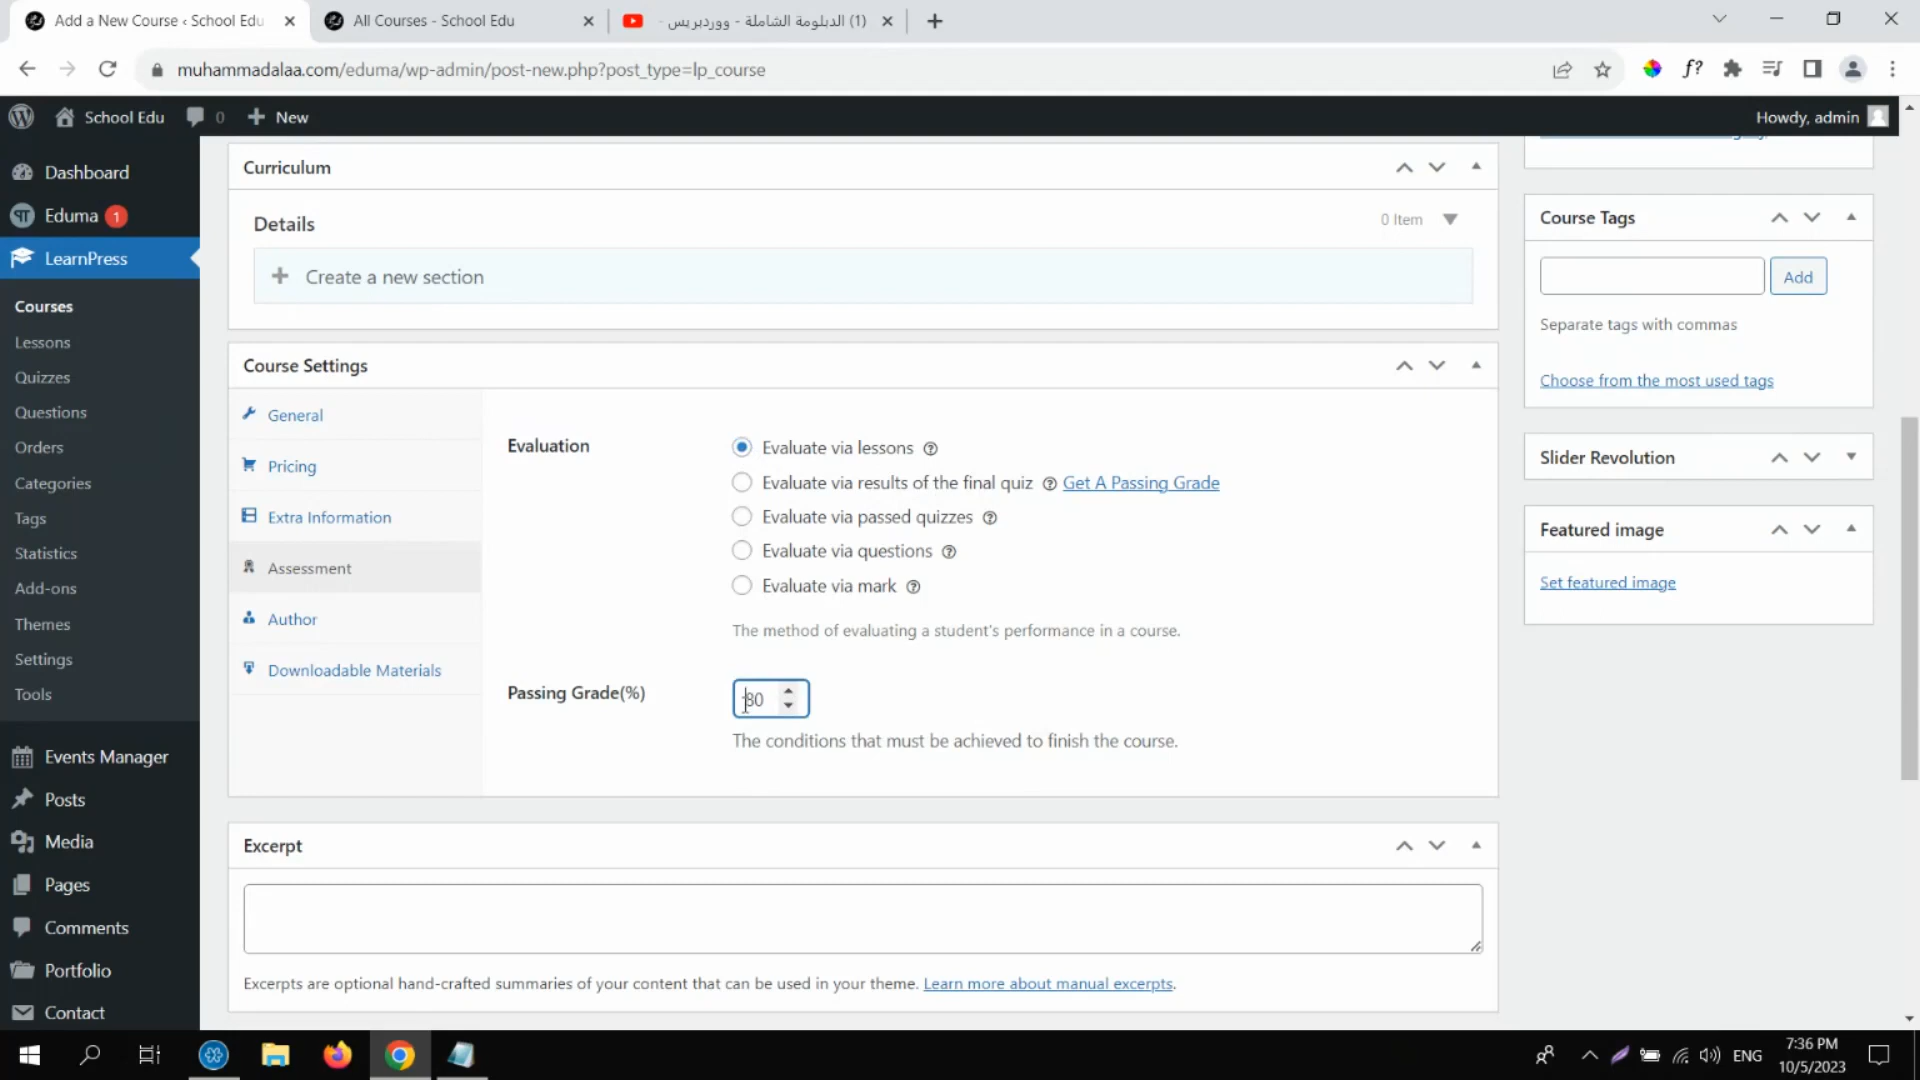 Add a New Course ‹ School Edu
All Courses - School Edu
(1) الدبلومة الشاملة - ووردبريس -
muhammadalaa.com/eduma/wp-admin/post-new.php?post_type=lp_course
f?
School Edu
0
New
Howdy, admin
Dashboard
Eduma 1
LearnPress
Courses
Lessons
Quizzes
Questions
Orders
Categories
Tags
Statistics
Add-ons
Themes
Settings
Tools
Events Manager
Posts
Media
Pages
Comments
Portfolio
Contact
Curriculum
Details
0 Item
Create a new section
Course Settings
General
Pricing
Extra Information
Assessment
Author
Downloadable Materials
Evaluation
Evaluate via lessons
Evaluate via results of the final quiz Get A Passing Grade
Evaluate via passed quizzes
Evaluate via questions
Evaluate via mark
The method of evaluating a student's performance in a course.
Passing Grade(%)
80
The conditions that must be achieved to finish the course.
Excerpt
Excerpts are optional hand-crafted summaries of your content that can be used in your theme. Learn more about manual excerpts.
Course Tags
Add
Separate tags with commas
Choose from the most used tags
Slider Revolution
Featured image
Set featured image
ENG
7:36 PM
10/5/2023